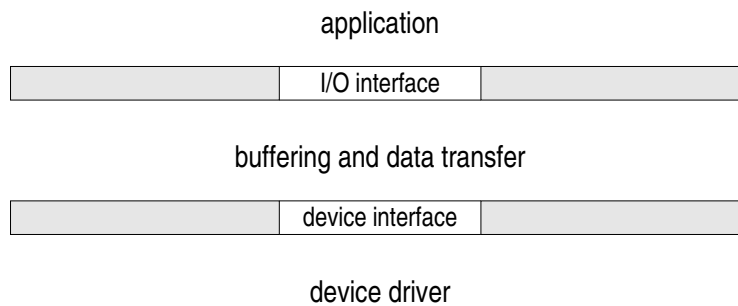 application
I/O interface
buffering and data transfer
device interface
device driver